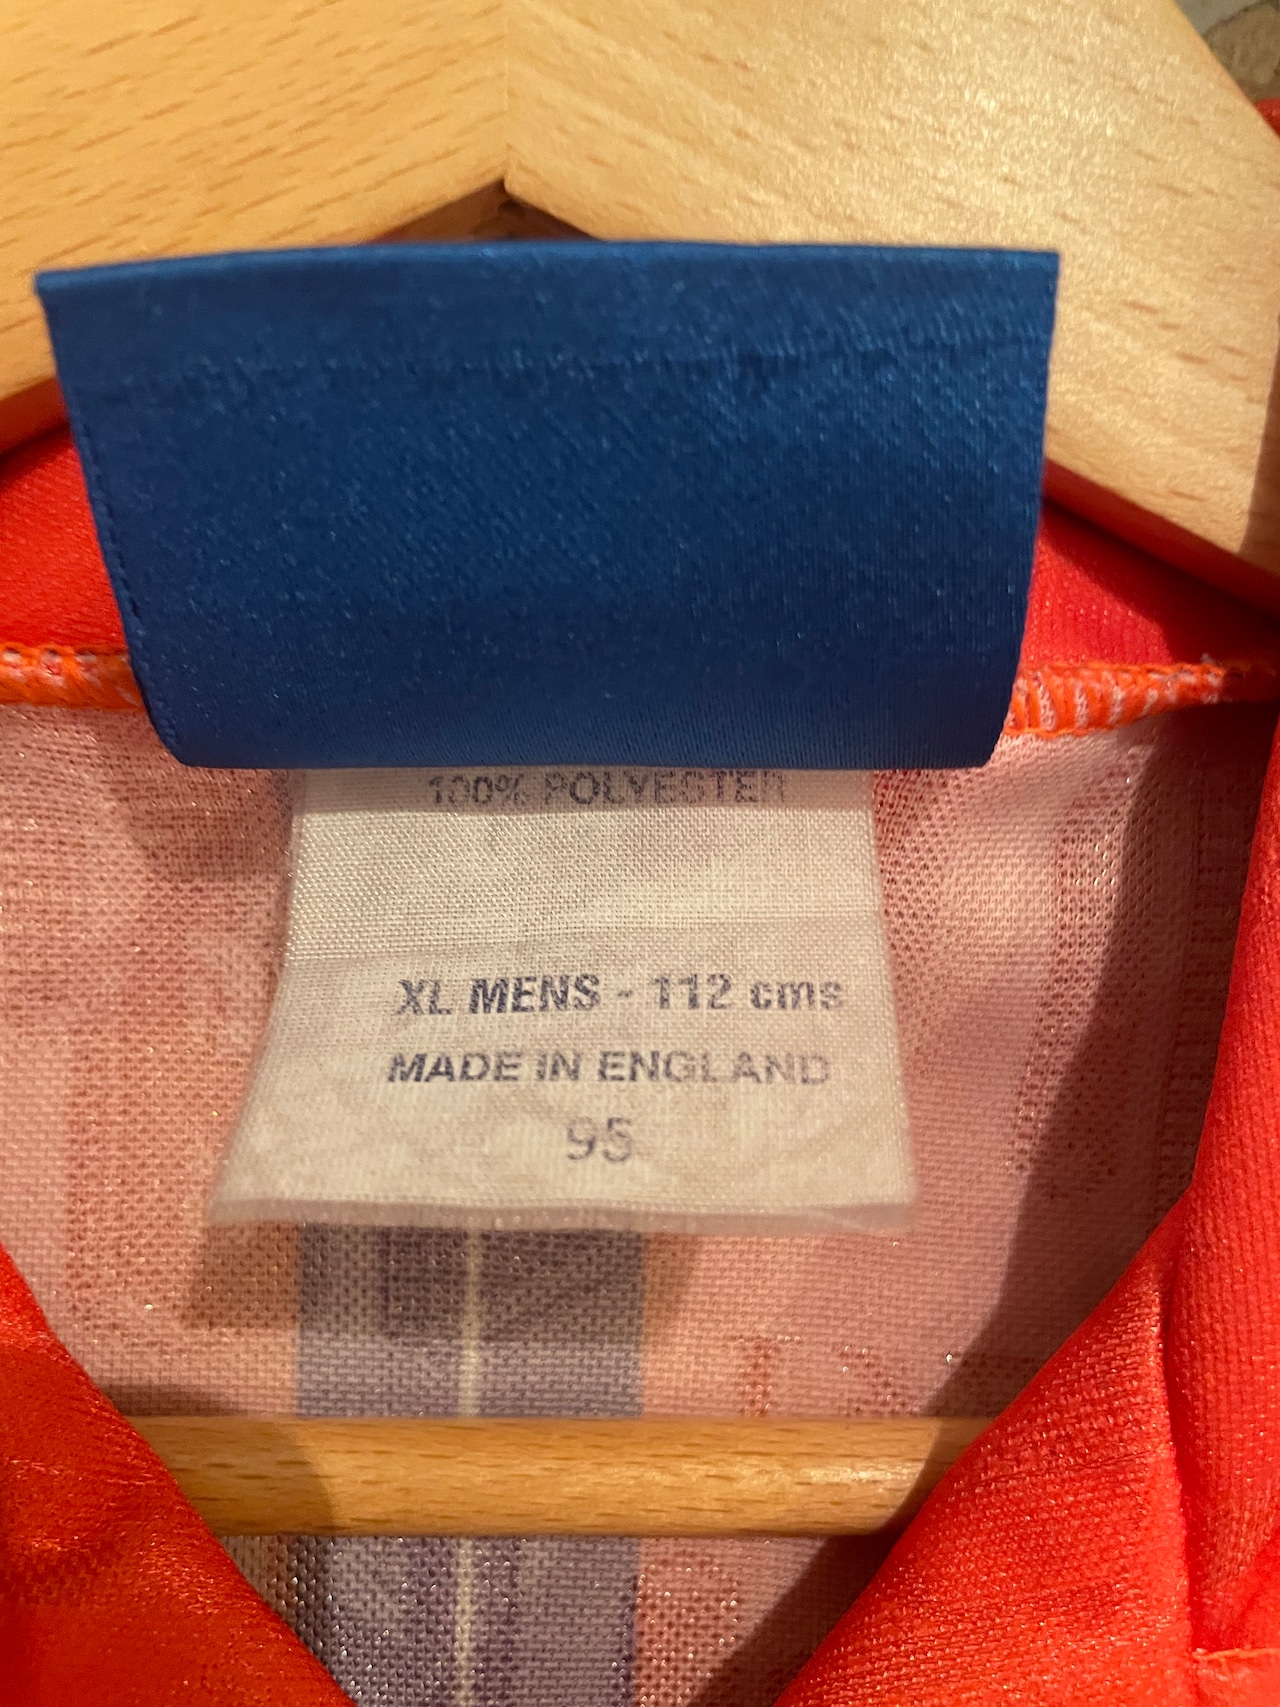 100% POLYESTER
XL MENS - 112 cms
MADE IN ENGLAND
95